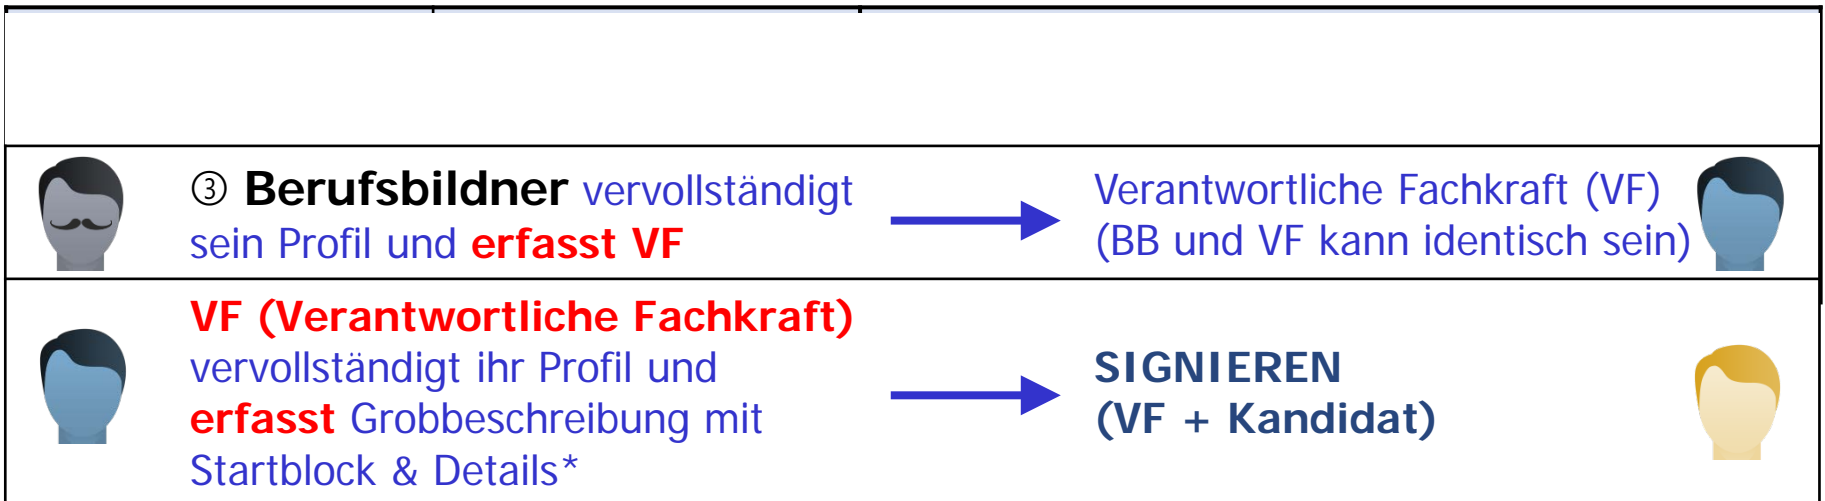 ③ Berufsbildner vervollständigt
sein Profil und erfasst VF
Verantwortliche Fachkraft (VF)
(BB und VF kann identisch sein)
VF (Verantwortliche Fachkraft)
vervollständigt ihr Profil und
erfasst Grobbeschreibung mit
Startblock & Details*
SIGNIEREN
(VF + Kandidat)